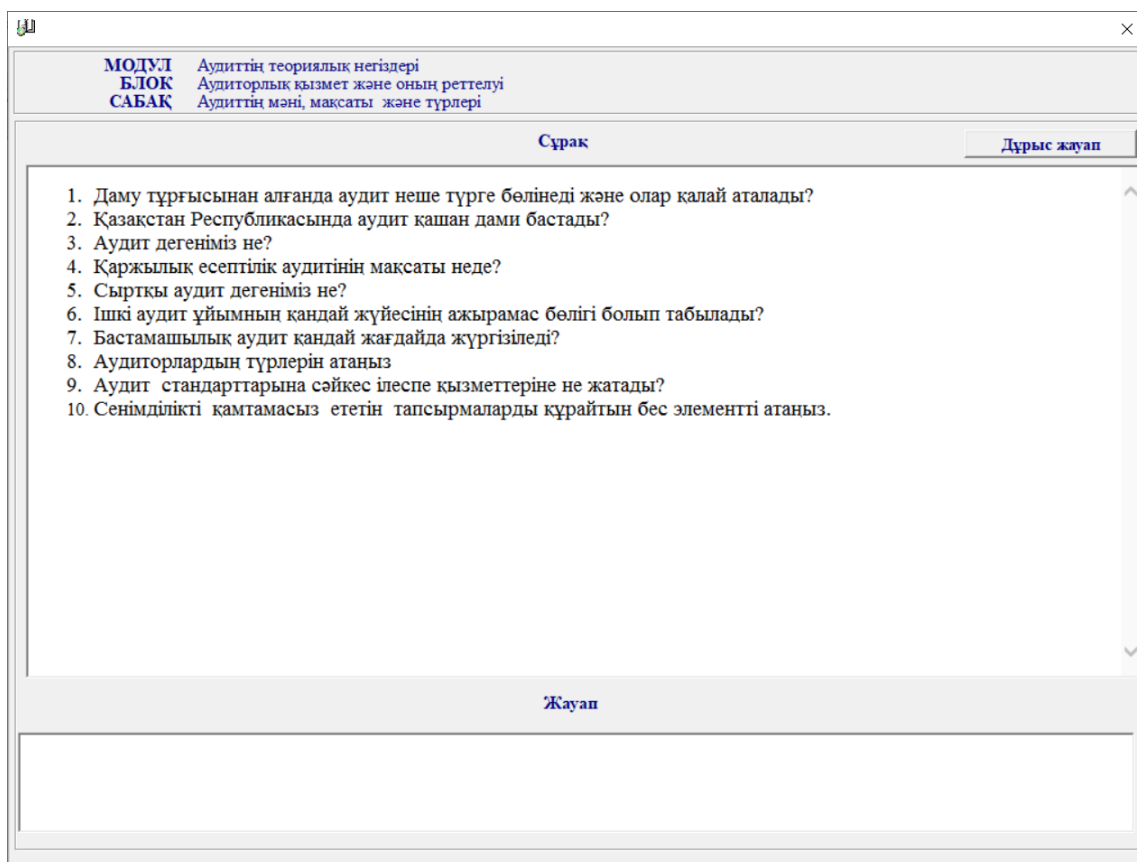 МОДУЛ Аудиттің теориялық негіздері
БЛОК Аудиторлық қызмет және оның реттелуі
САБАҚ Аудиттің мәні, мақсаты және түрлері
Сұрақ
Дұрыс жауап
1. Даму тұрғысынан алғанда аудит неше түрге бөлінеді және олар қалай аталады?
2. Қазақстан Республикасында аудит қашан дами бастады?
3. Аудит дегеніміз не?
4. Қаржылық есептілік аудитінің мақсаты неде?
5. Сыртқы аудит дегеніміз не?
6. Ішкі аудит ұйымның қандай жүйесінің ажырамас бөлігі болып табылады?
7. Бастамашылық аудит қандай жағдайда жүргізіледі?
8. Аудиторлардың түрлерін атаңыз
9. Аудит стандарттарына сәйкес ілеспе қызметтеріне не жатады?
10. Сенімділікті қамтамасыз ететін тапсырмаларды құрайтын бес элементті атаңыз.
Жауап